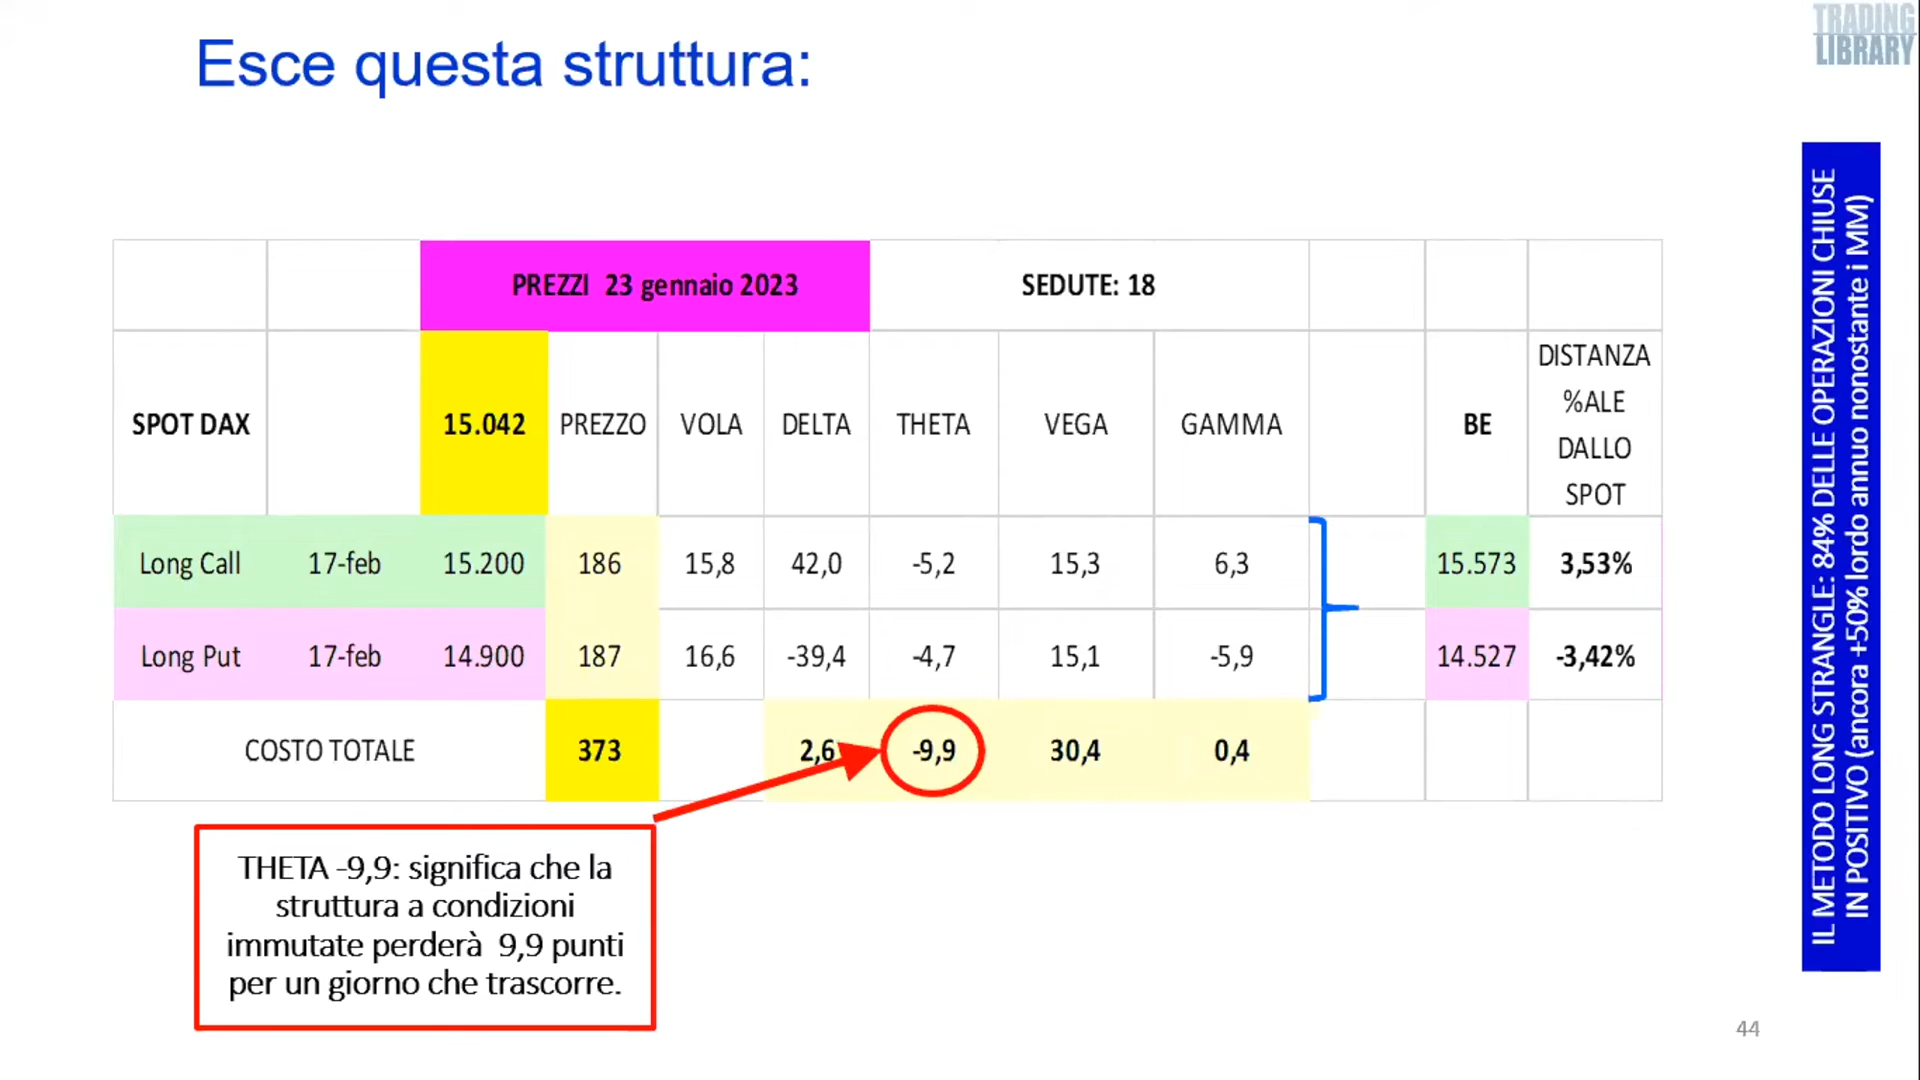 TRADING
LIBRARY
Esce questa struttura:
PREZZI 23 gennaio 2023 SEDUTE: 18
SPOT DAX 15.042 PREZZO VOLA DELTA THETA VEGA GAMMA BE DISTANZA
%ALE
DALLO
SPOT
Long Call 17-feb 15.200 186 15,8 42,0 -5,2 15,3 6,3 15.573 3,53%
Long Put 17-feb 14.900 187 16,6 -39,4 -4,7 15,1 -5,9 14.527 -3,42%
COSTO TOTALE 373 2,6 -9,9 30,4 0,4
THETA -9,9: significa che la
struttura a condizioni
immutate perderà 9,9 punti
per un giorno che trascorre.
IL METODO LONG STRANGLE: 84% DELLE OPERAZIONI CHIUSE
IN POSITIVO (ancora +50% lordo annuo nonostante i MM)
44